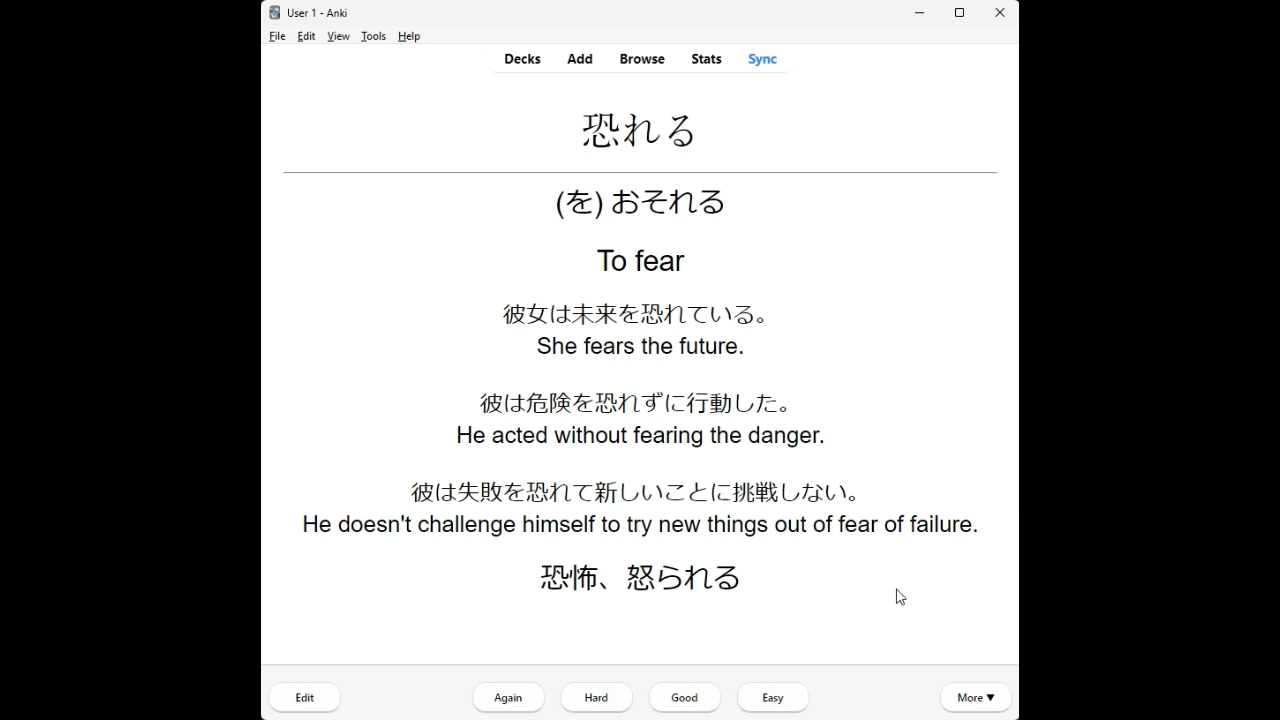 User 1 - Anki
File Edit View Tools Help
Decks Add Browse Stats Sync
恐れる
(を) おそれる
To fear
彼女は未来を恐れている。
She fears the future.
彼は危険を恐れずに行動した。
He acted without fearing the danger.
彼は失敗を恐れて新しいことに挑戦しない。
He doesn't challenge himself to try new things out of fear of failure.
恐怖、怒られる
Edit Again Hard Good Easy More ▼